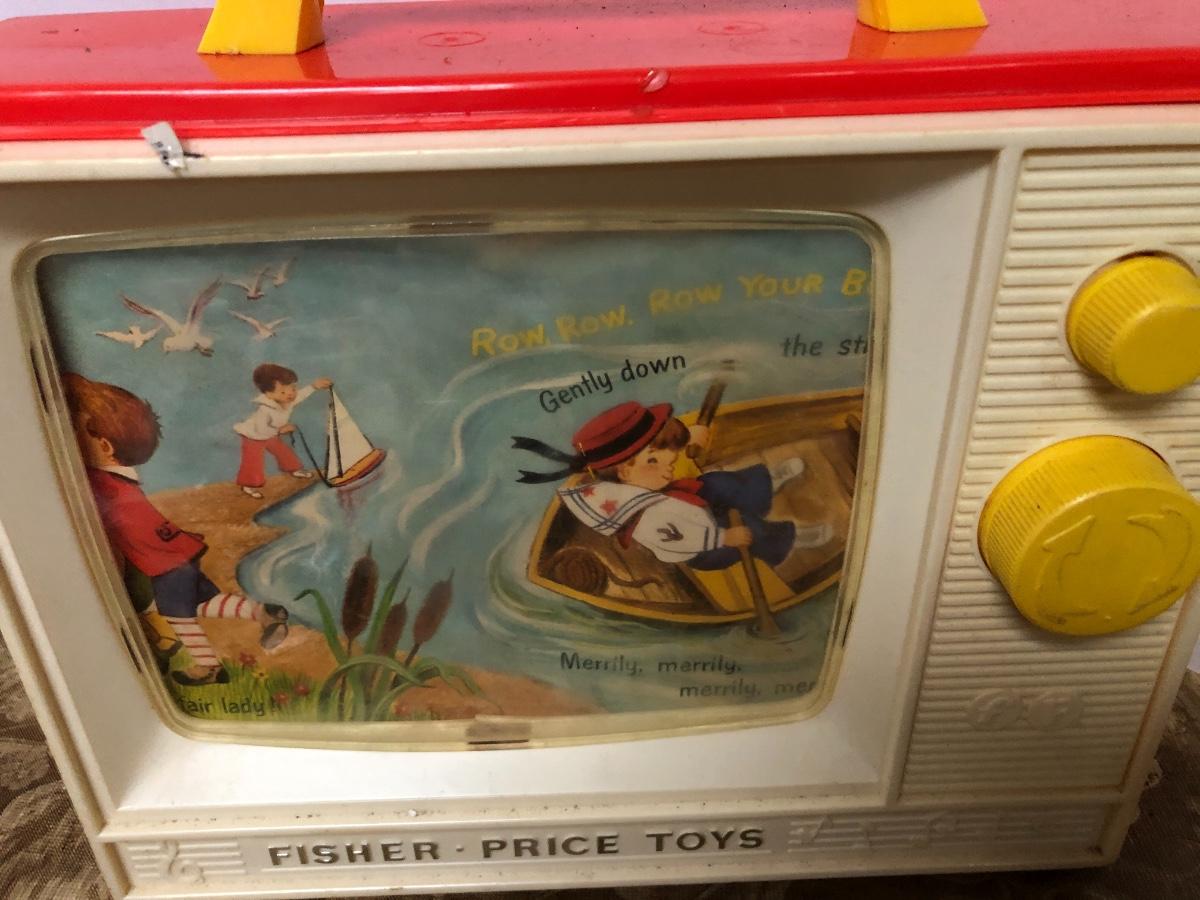 ROW, ROW, ROW YOUR B
the st
Gently down
Merrily, merrily,
merrily, mer
fair lady!
FISHER·PRICE TOYS